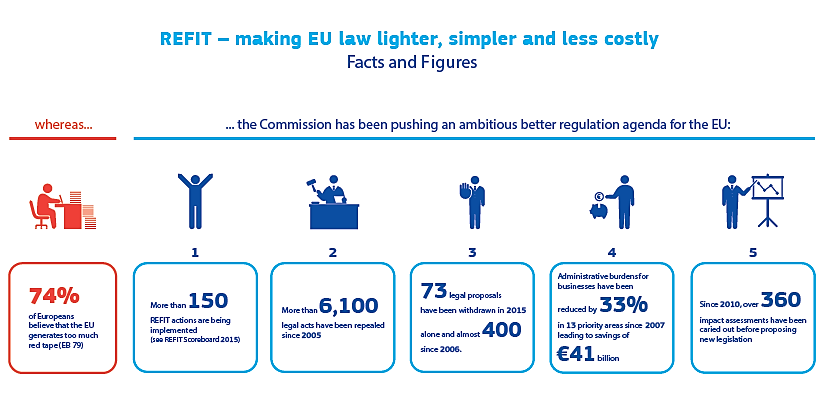 REFIT – making EU law lighter, simpler and less costly
Facts and Figures
whereas...
... the Commission has been pushing an ambitious better regulation agenda for the EU:
74%
of Europeans
believe that the EU
generates too much
red tape (EB 79)
1
More than 150
REFIT actions are being
implemented
(see REFIT Scoreboard 2015)
2
More than 6,100
legal acts have been repealed
since 2005
3
73 legal proposals
have been withdrawn in 2015
alone and almost 400
since 2006.
4
Administrative burdens for
businesses have been
reduced by 33%
in 13 priority areas since 2007
leading to savings of
€41 billion
5
Since 2010, over 360
impact assessments have been
carried out before proposing
new legislation